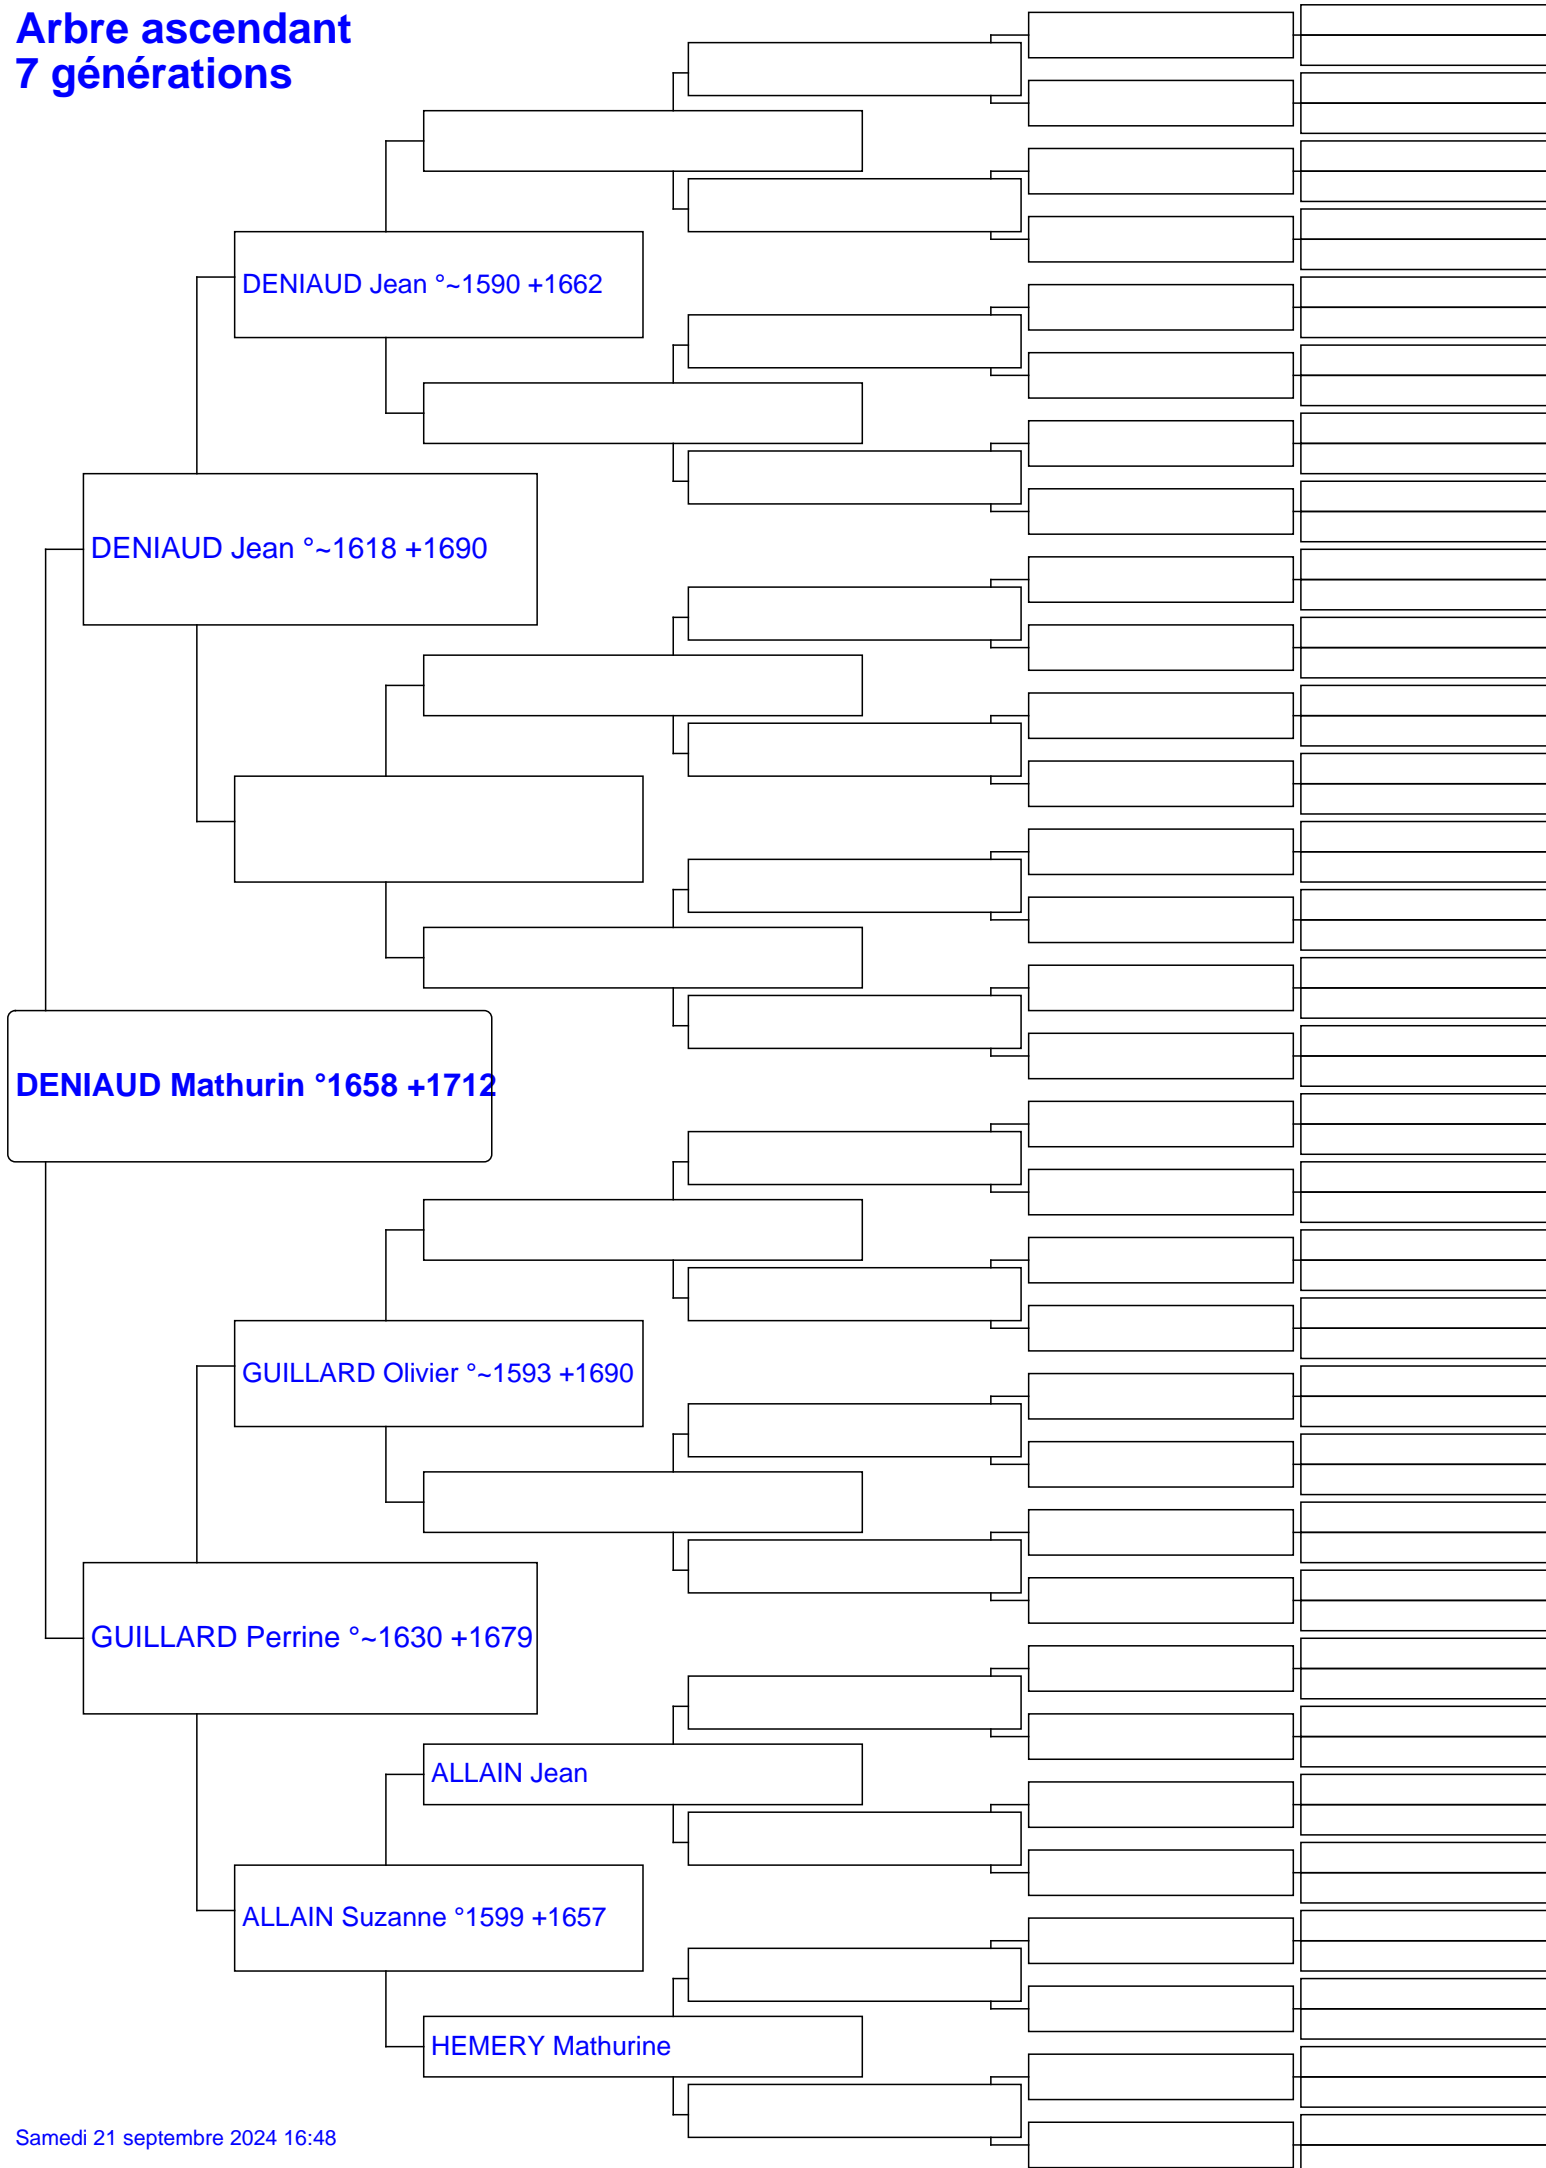 Arbre ascendant
7 générations
DENIAUD Jean °~1590 +1662
DENIAUD Jean °~1618 +1690
DENIAUD Mathurin °1658 +1712
GUILLARD Olivier °~1593 +1690
GUILLARD Perrine °~1630 +1679
ALLAIN Jean
ALLAIN Suzanne °1599 +1657
HEMERY Mathurine
Samedi 21 septembre 2024 16:48